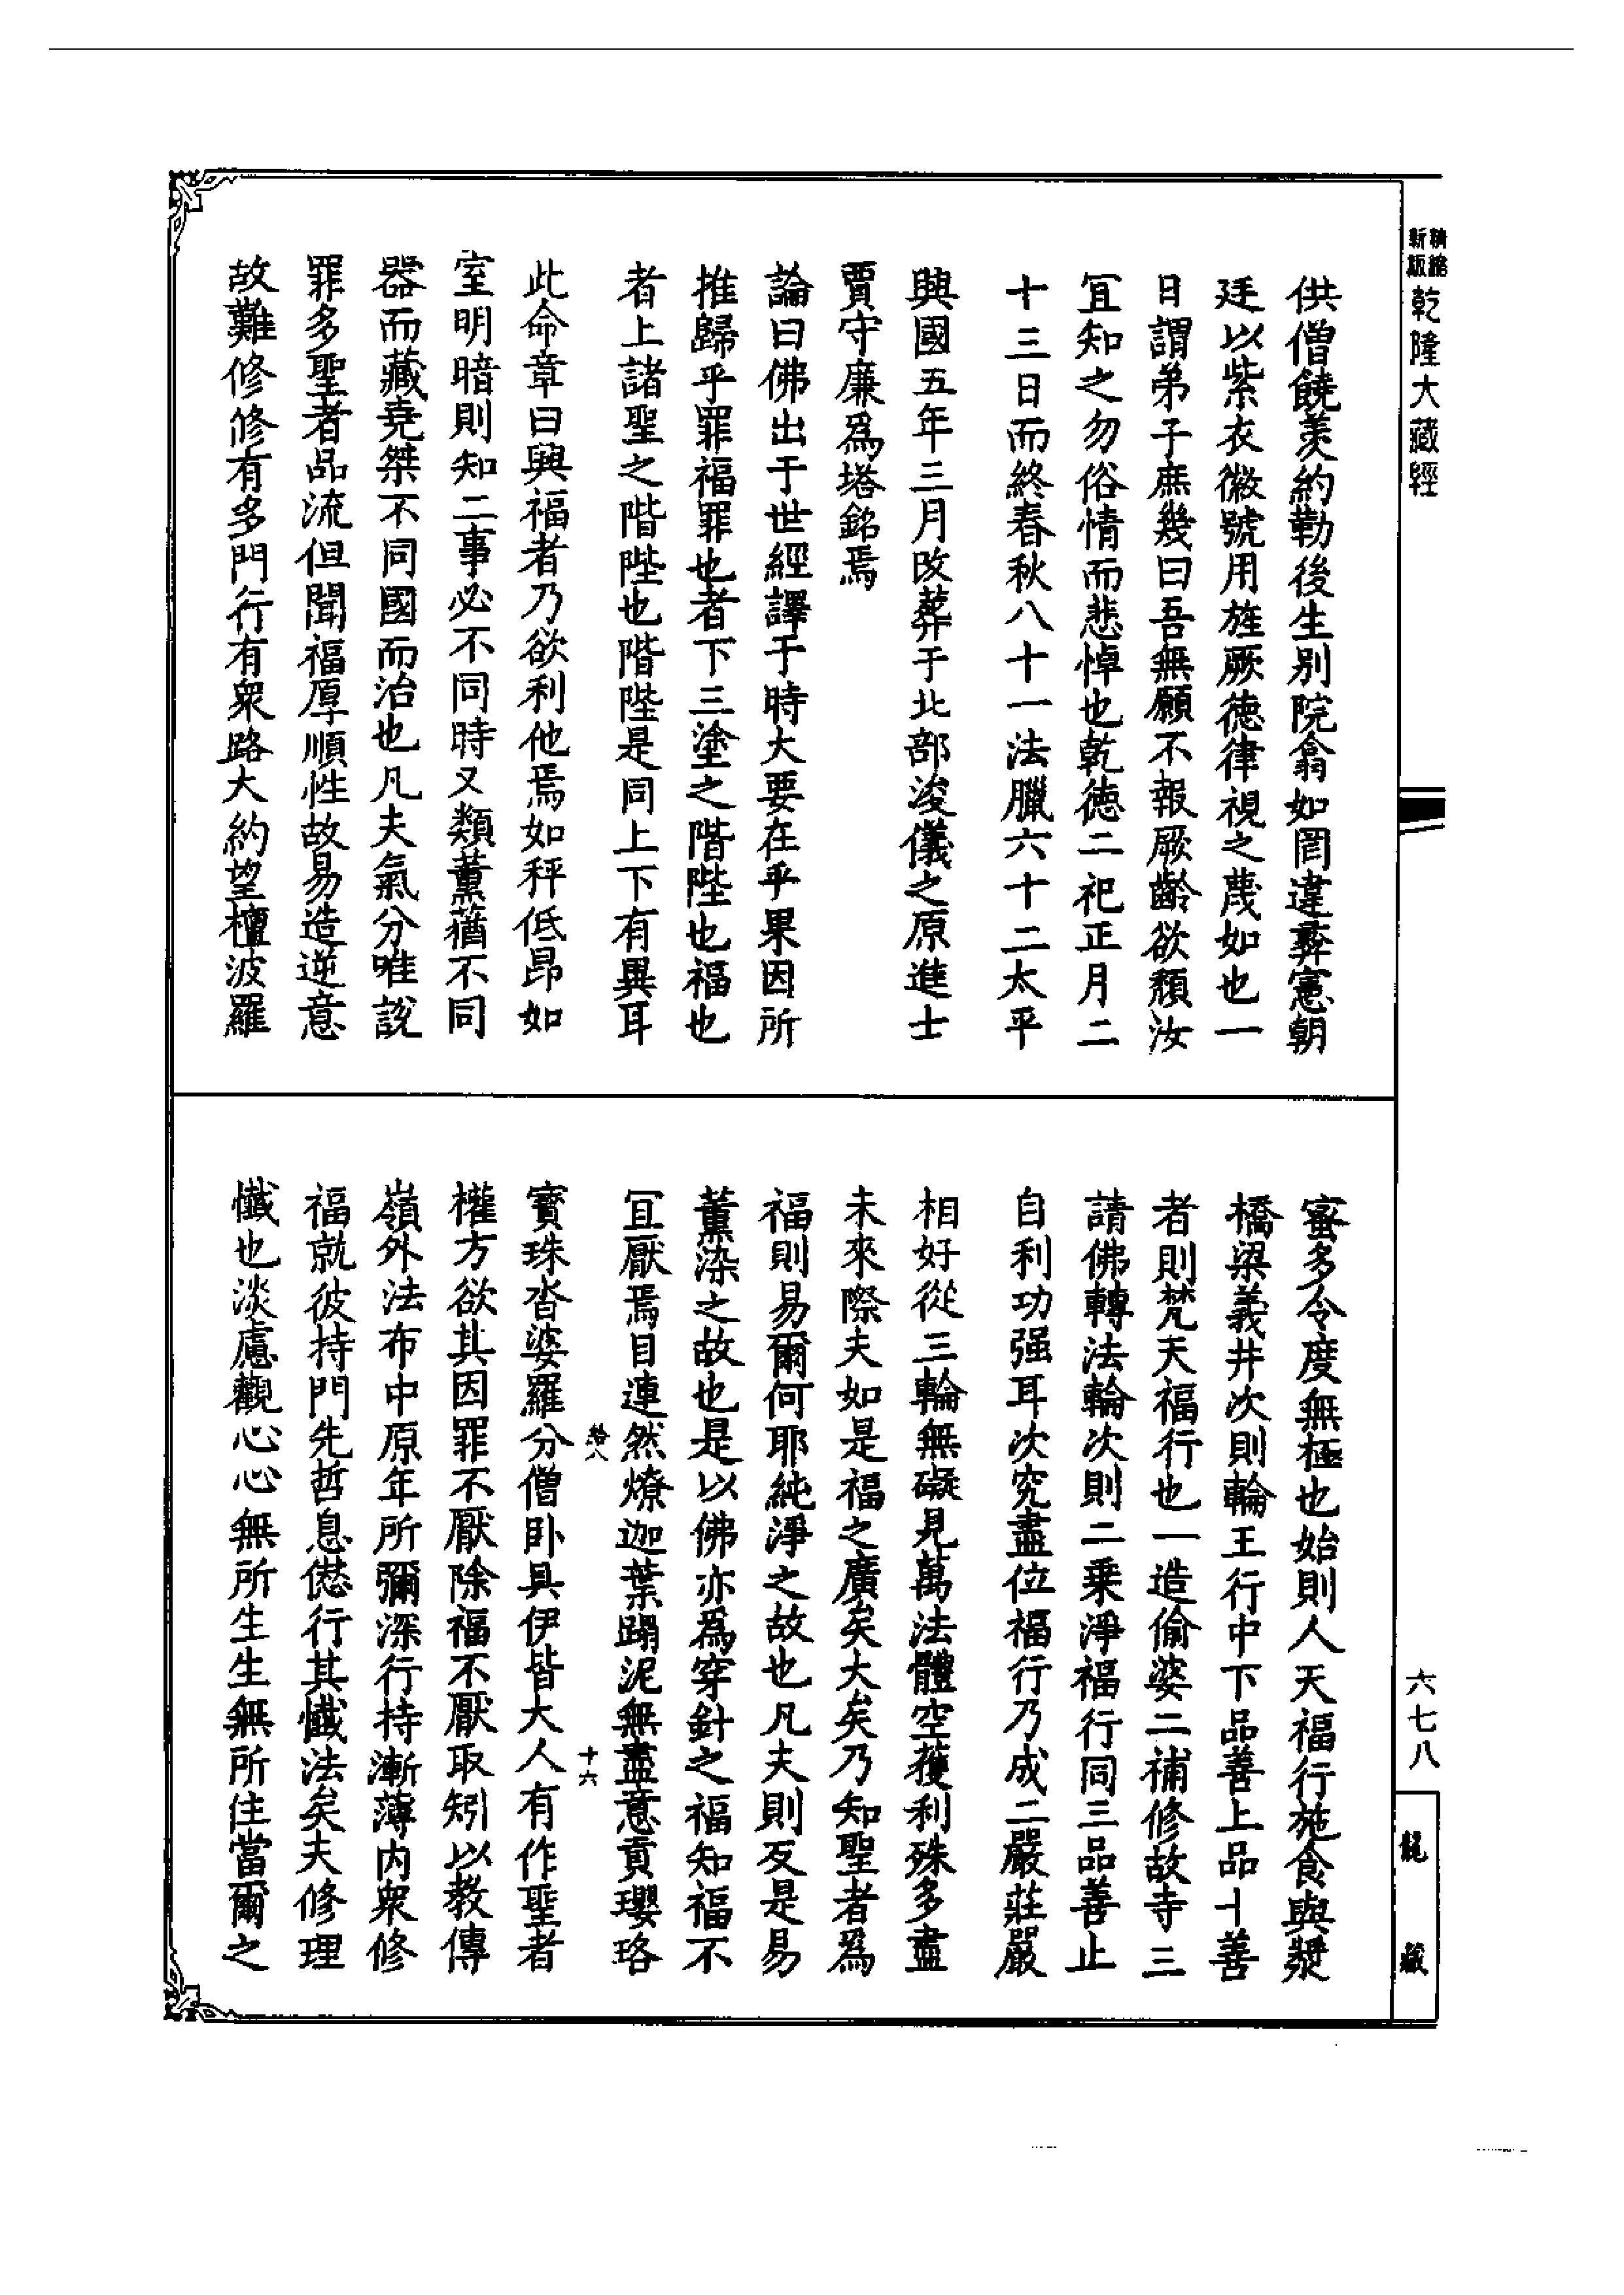 精縮新版乾隆大藏經
供僧饒羨約勒後生別院翕如罔違彝憲朝
廷以紫衣徽號用旌厥德律視之蔑如也一
日謂弟子庶幾曰吾無願不報厥齡欲頹汝
宜知之勿俗情而悲悼也乾德二祀正月二
十三日而終春秋八十一法臘六十二太平
興國五年三月改葬于北部浚儀之原進士
賈守廉爲塔銘焉
論曰佛出于世經譯于時大要在乎果因所
推歸乎罪福罪也者下三塗之階陛也福也
者上諸聖之階陛也階陛是同上下有異耳
此命章曰興福者乃欲利他焉如秤低昂如
室明暗則知二事必不同時又類薰蕕不同
器而藏堯桀不同國而治也凡夫氣分唯說
罪多聖者品流但聞福厚順性故易造逆意
故難修修有多門行有衆路大約望檀波羅
蜜多令度無極也始則人天福行施食與漿
橋梁義井次則輪王行中下品善上品十善
者則梵天福行也一造偷婆二補修故寺三
請佛轉法輪次則二乗淨福行同三品善止
自利功强耳次究盡位福行乃成二嚴莊嚴
相好從三輪無礙見萬法體空獲利殊多盡
未來際夫如是福之廣矣大矣乃知聖者爲
福則易爾何耶純淨之故也凡夫則反是易
薰染之故也是以佛亦爲穿針之福知福不
宜厭焉目連然燎迦葉蹋泥無盡意貢瓔珞
寶珠沓婆羅分僧卧具伊皆大人有作聖者
權方欲其因罪不厭除福不厭取矧以教傳
嶺外法布中原年所彌深行持漸薄内衆修
福就彼持門先哲息愆行其懺法矣夫修理
懺也淡慮觀心心無所生生無所住當爾之
十六
六七八
龍藏